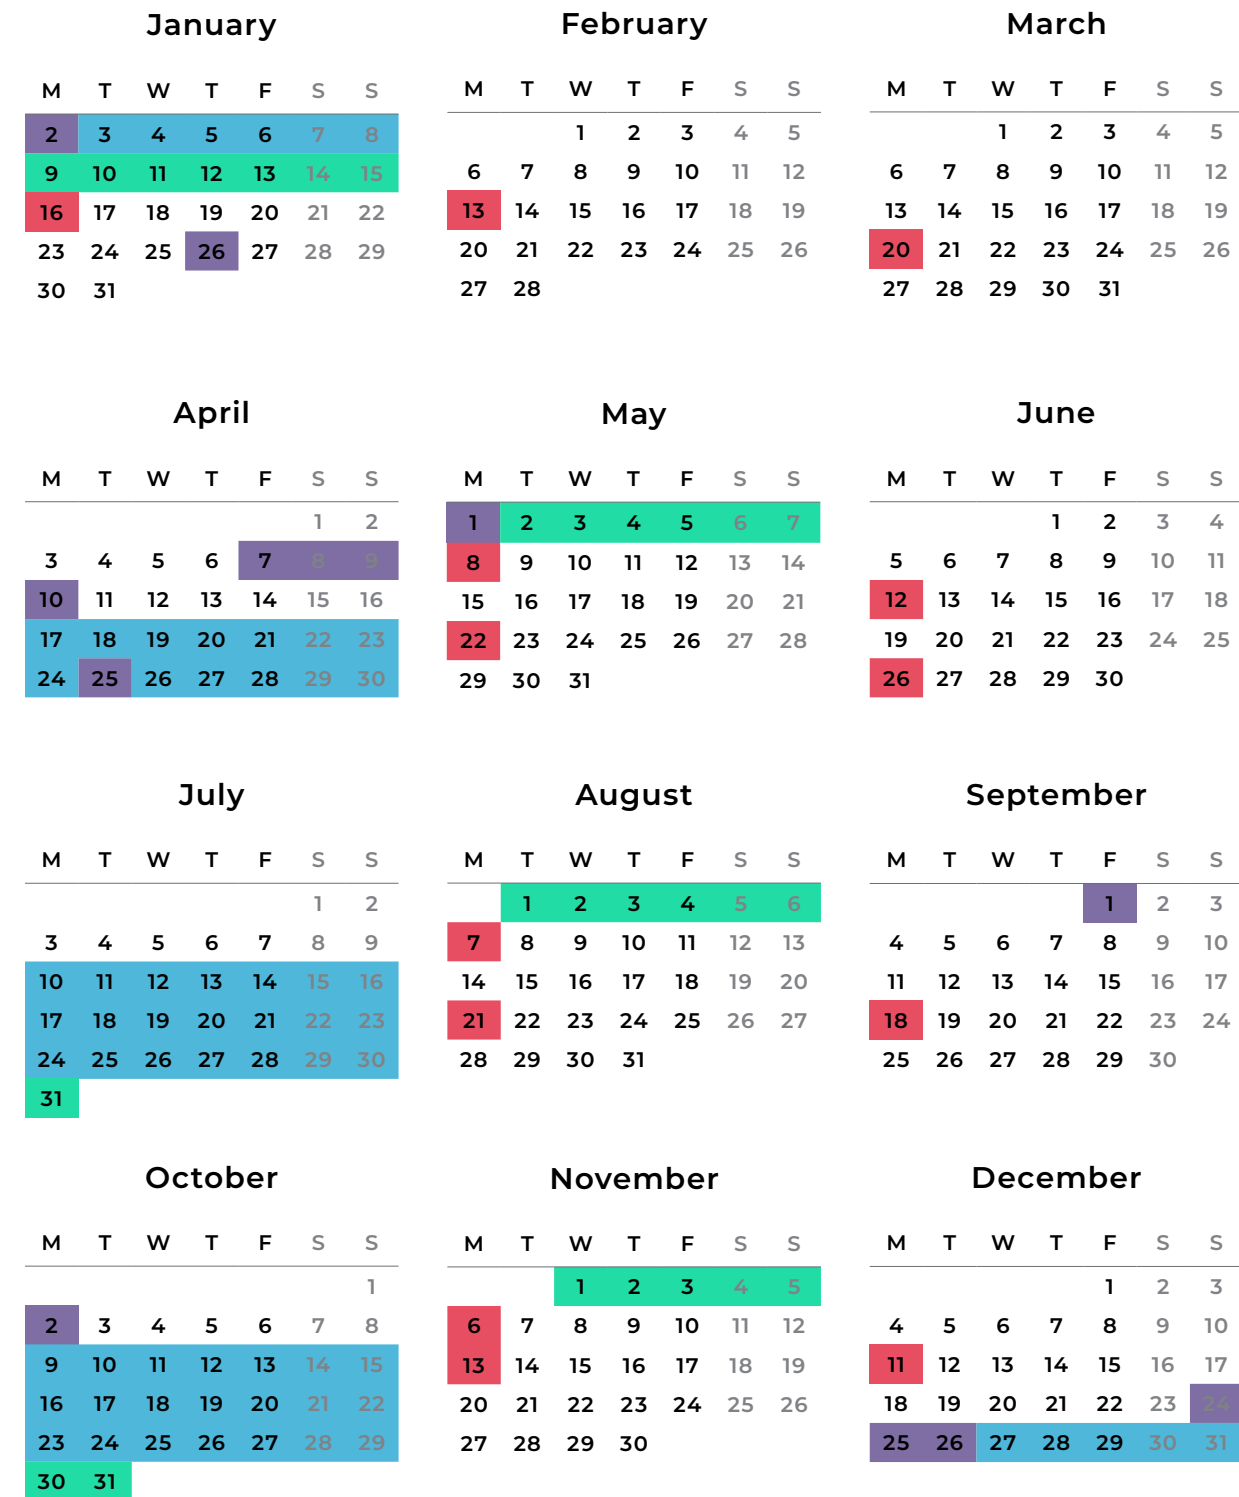 January
M T W T F S S
2 3 4 5 6 7 8
9 10 11 12 13 14 15
16 17 18 19 20 21 22
23 24 25 26 27 28 29
30 31
February
M T W T F S S
1 2 3 4 5
6 7 8 9 10 11 12
13 14 15 16 17 18 19
20 21 22 23 24 25 26
27 28
March
M T W T F S S
1 2 3 4 5
6 7 8 9 10 11 12
13 14 15 16 17 18 19
20 21 22 23 24 25 26
27 28 29 30 31
April
M T W T F S S
1 2
3 4 5 6 7 8 9
10 11 12 13 14 15 16
17 18 19 20 21 22 23
24 25 26 27 28 29 30
May
M T W T F S S
1 2 3 4 5 6 7
8 9 10 11 12 13 14
15 16 17 18 19 20 21
22 23 24 25 26 27 28
29 30 31
June
M T W T F S S
1 2 3 4
5 6 7 8 9 10 11
12 13 14 15 16 17 18
19 20 21 22 23 24 25
26 27 28 29 30
July
M T W T F S S
1 2
3 4 5 6 7 8 9
10 11 12 13 14 15 16
17 18 19 20 21 22 23
24 25 26 27 28 29 30
31
August
M T W T F S S
1 2 3 4 5 6
7 8 9 10 11 12 13
14 15 16 17 18 19 20
21 22 23 24 25 26 27
28 29 30 31
September
M T W T F S S
1 2 3
4 5 6 7 8 9 10
11 12 13 14 15 16 17
18 19 20 21 22 23 24
25 26 27 28 29 30
October
M T W T F S S
1
2 3 4 5 6 7 8
9 10 11 12 13 14 15
16 17 18 19 20 21 22
23 24 25 26 27 28 29
30 31
November
M T W T F S S
1 2 3 4 5
6 7 8 9 10 11 12
13 14 15 16 17 18 19
20 21 22 23 24 25 26
27 28 29 30
December
M T W T F S S
1 2 3
4 5 6 7 8 9 10
11 12 13 14 15 16 17
18 19 20 21 22 23 24
25 26 27 28 29 30 31